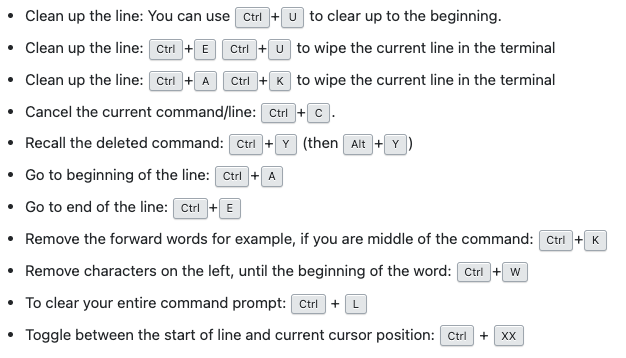 • Clean up the line: You can use Ctrl + U to clear up to the beginning.
• Clean up the line: Ctrl + E Ctrl + U to wipe the current line in the terminal
• Clean up the line: Ctrl + A Ctrl + K to wipe the current line in the terminal
• Cancel the current command/line: Ctrl + C .
• Recall the deleted command: Ctrl + Y (then Alt + Y )
• Go to beginning of the line: Ctrl + A
• Go to end of the line: Ctrl + E
• Remove the forward words for example, if you are middle of the command: Ctrl + K
• Remove characters on the left, until the beginning of the word: Ctrl + W
• To clear your entire command prompt: Ctrl + L
• Toggle between the start of line and current cursor position: Ctrl + XX